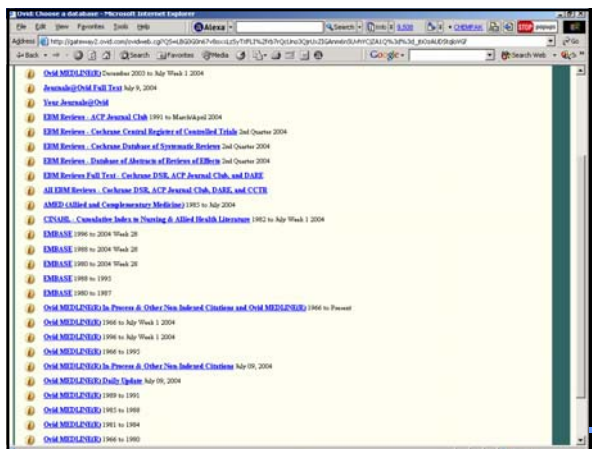 Ovid: Choose a database - Microsoft Internet Explorer
File Edit View Favorites Tools Help
Alexa
Search
Info
CHEMPAK
STOP
popups
Address
Go
Back
Search Favorites Media
Google
Search Web
Ovid MEDLINE(R) December 2003 to July Week 1 2004
Journals@Ovid Full Text July 9, 2004
Your Journals@Ovid
EBM Reviews - ACP Journal Club 1991 to March/April 2004
EBM Reviews - Cochrane Central Register of Controlled Trials 2nd Quarter 2004
EBM Reviews - Cochrane Database of Systematic Reviews 2nd Quarter 2004
EBM Reviews - Database of Abstracts of Reviews of Effects 2nd Quarter 2004
EBM Reviews Full Text - Cochrane DSR, ACP Journal Club, and DARE
All EBM Reviews - Cochrane DSR, ACP Journal Club, DARE, and CCTR
AMED (Allied and Complementary Medicine) 1985 to July 2004
CINAHL - Cumulative Index to Nursing & Allied Health Literature 1982 to July Week 1 2004
EMBASE 1996 to 2004 Week 28
EMBASE 1988 to 2004 Week 28
EMBASE 1980 to 2004 Week 28
EMBASE 1988 to 1995
EMBASE 1980 to 1987
Ovid MEDLINE(R) In-Process & Other Non-Indexed Citations and Ovid MEDLINE(R) 1966 to Present
Ovid MEDLINE(R) 1966 to July Week 1 2004
Ovid MEDLINE(R) 1996 to July Week 1 2004
Ovid MEDLINE(R) 1966 to 1995
Ovid MEDLINE(R) In-Process & Other Non-Indexed Citations July 09, 2004
Ovid MEDLINE(R) Daily Update July 09, 2004
Ovid MEDLINE(R) 1989 to 1991
Ovid MEDLINE(R) 1985 to 1988
Ovid MEDLINE(R) 1981 to 1984
Ovid MEDLINE(R) 1966 to 1980